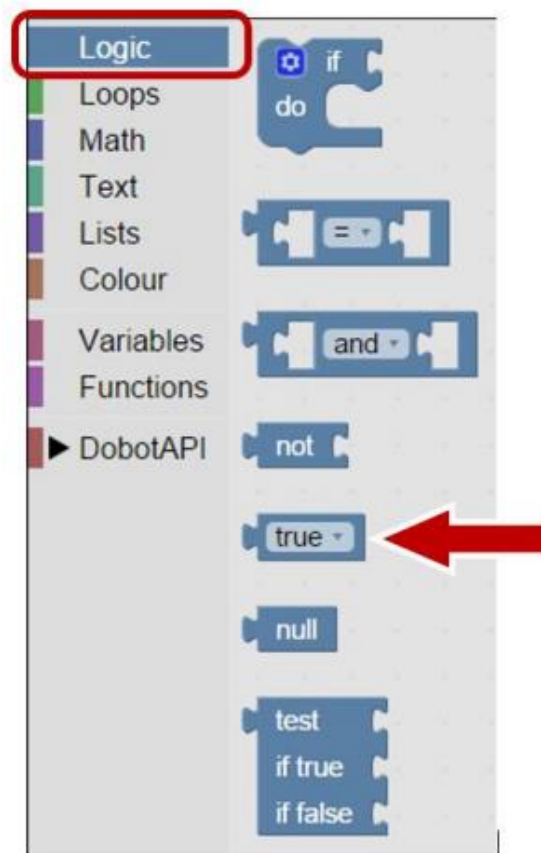 Logic
Loops
Math
Text
Lists
Colour
Variables
Functions
DobotAPI
if
do
=
and
not
true
null
test
if true
if false